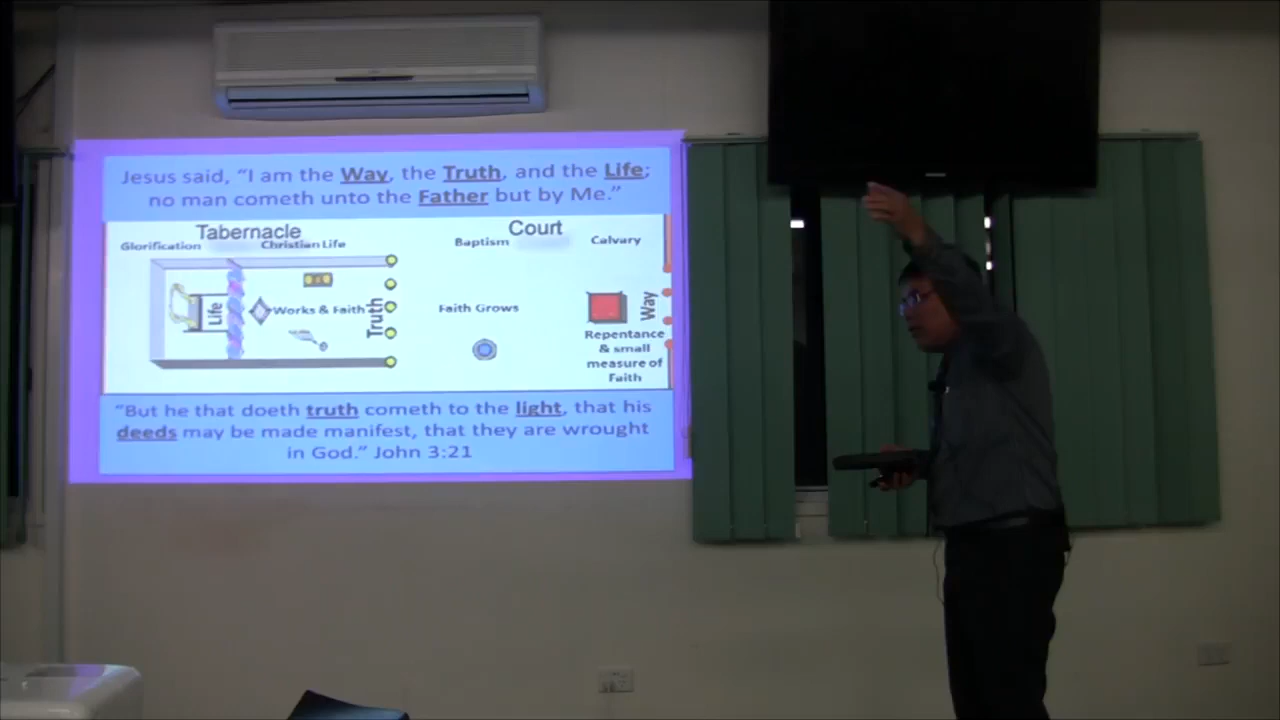 Jesus said, “I am the Way, the Truth, and the Life;
no man cometh unto the Father but by Me.”
Tabernacle
Court
Glorification
Christian Life
Baptism
Calvary
Life
Works & Faith
Truth
Faith Grows
Way
Repentance
& small
measure of
Faith
“But he that doeth truth cometh to the light, that his
deeds may be made manifest, that they are wrought
in God.” John 3:21